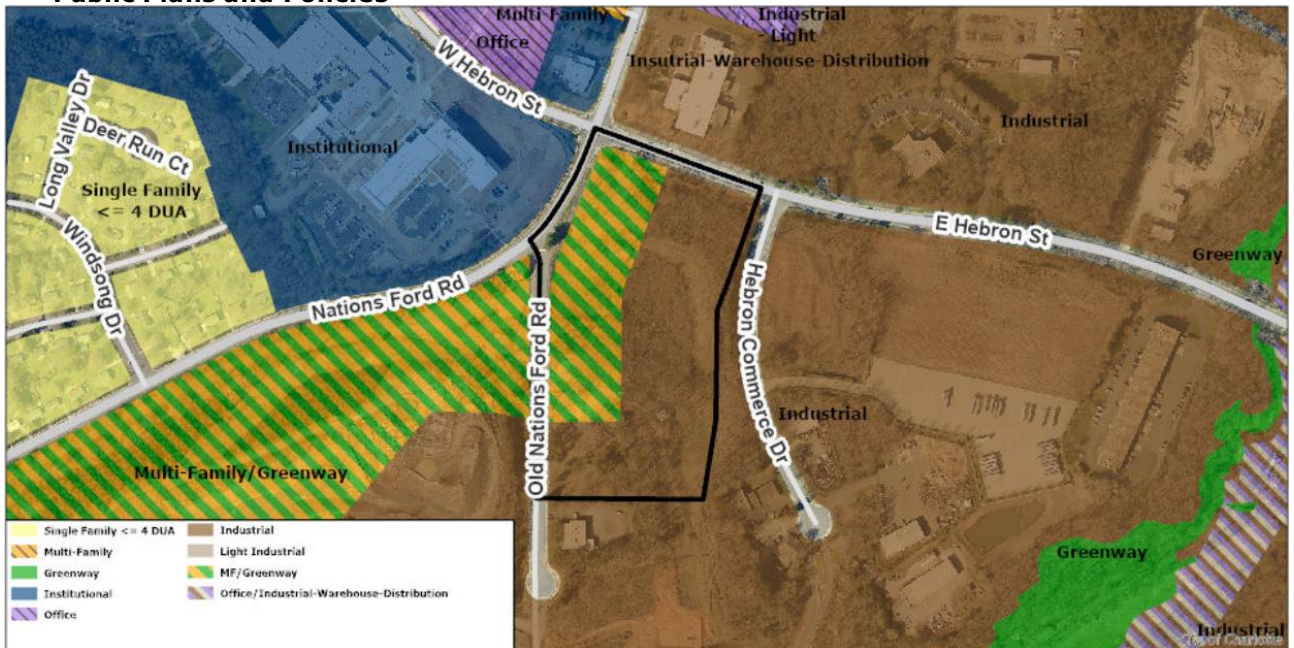 Public Plans and Policies
Multi-Family
Office
Industrial
- Light
Insutrial-Warehouse-Distribution
W Hebron St
Long Valley Dr
Deer Run Ct
Institutional
Industrial
Single Family
<= 4 DUA
Windsong Dr
E Hebron St
Greenway
Nations Ford Rd
Old Nations Ford Rd
Hebron Commerce Dr
Industrial
Multi-Family/Greenway
Greenway
Industrial
City of Charlotte
Single Family <= 4 DUA
Multi-Family
Greenway
Institutional
Office
Industrial
Light Industrial
MF/Greenway
Office/Industrial-Warehouse-Distribution